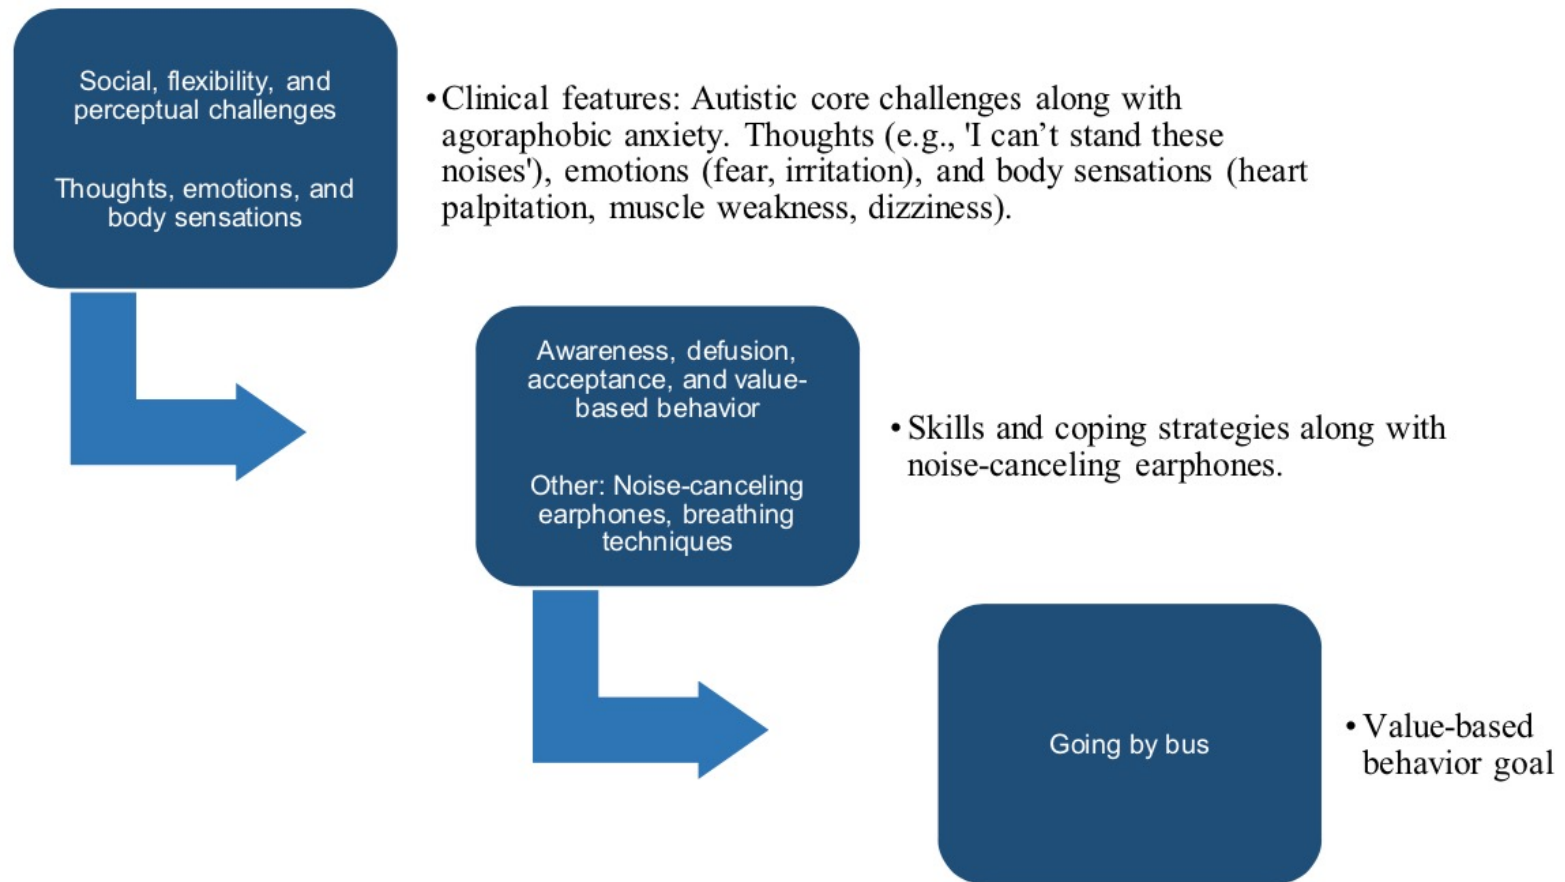 Social, flexibility, and
perceptual challenges
Thoughts, emotions, and
body sensations
•Clinical features: Autistic core challenges along with
agoraphobic anxiety. Thoughts (e.g., 'I can’t stand these
noises'), emotions (fear, irritation), and body sensations (heart
palpitation, muscle weakness, dizziness).
Awareness, defusion,
acceptance, and value-
based behavior
Other: Noise-canceling
earphones, breathing
techniques
•Skills and coping strategies along with
noise-canceling earphones.
Going by bus
•Value-based
behavior goal